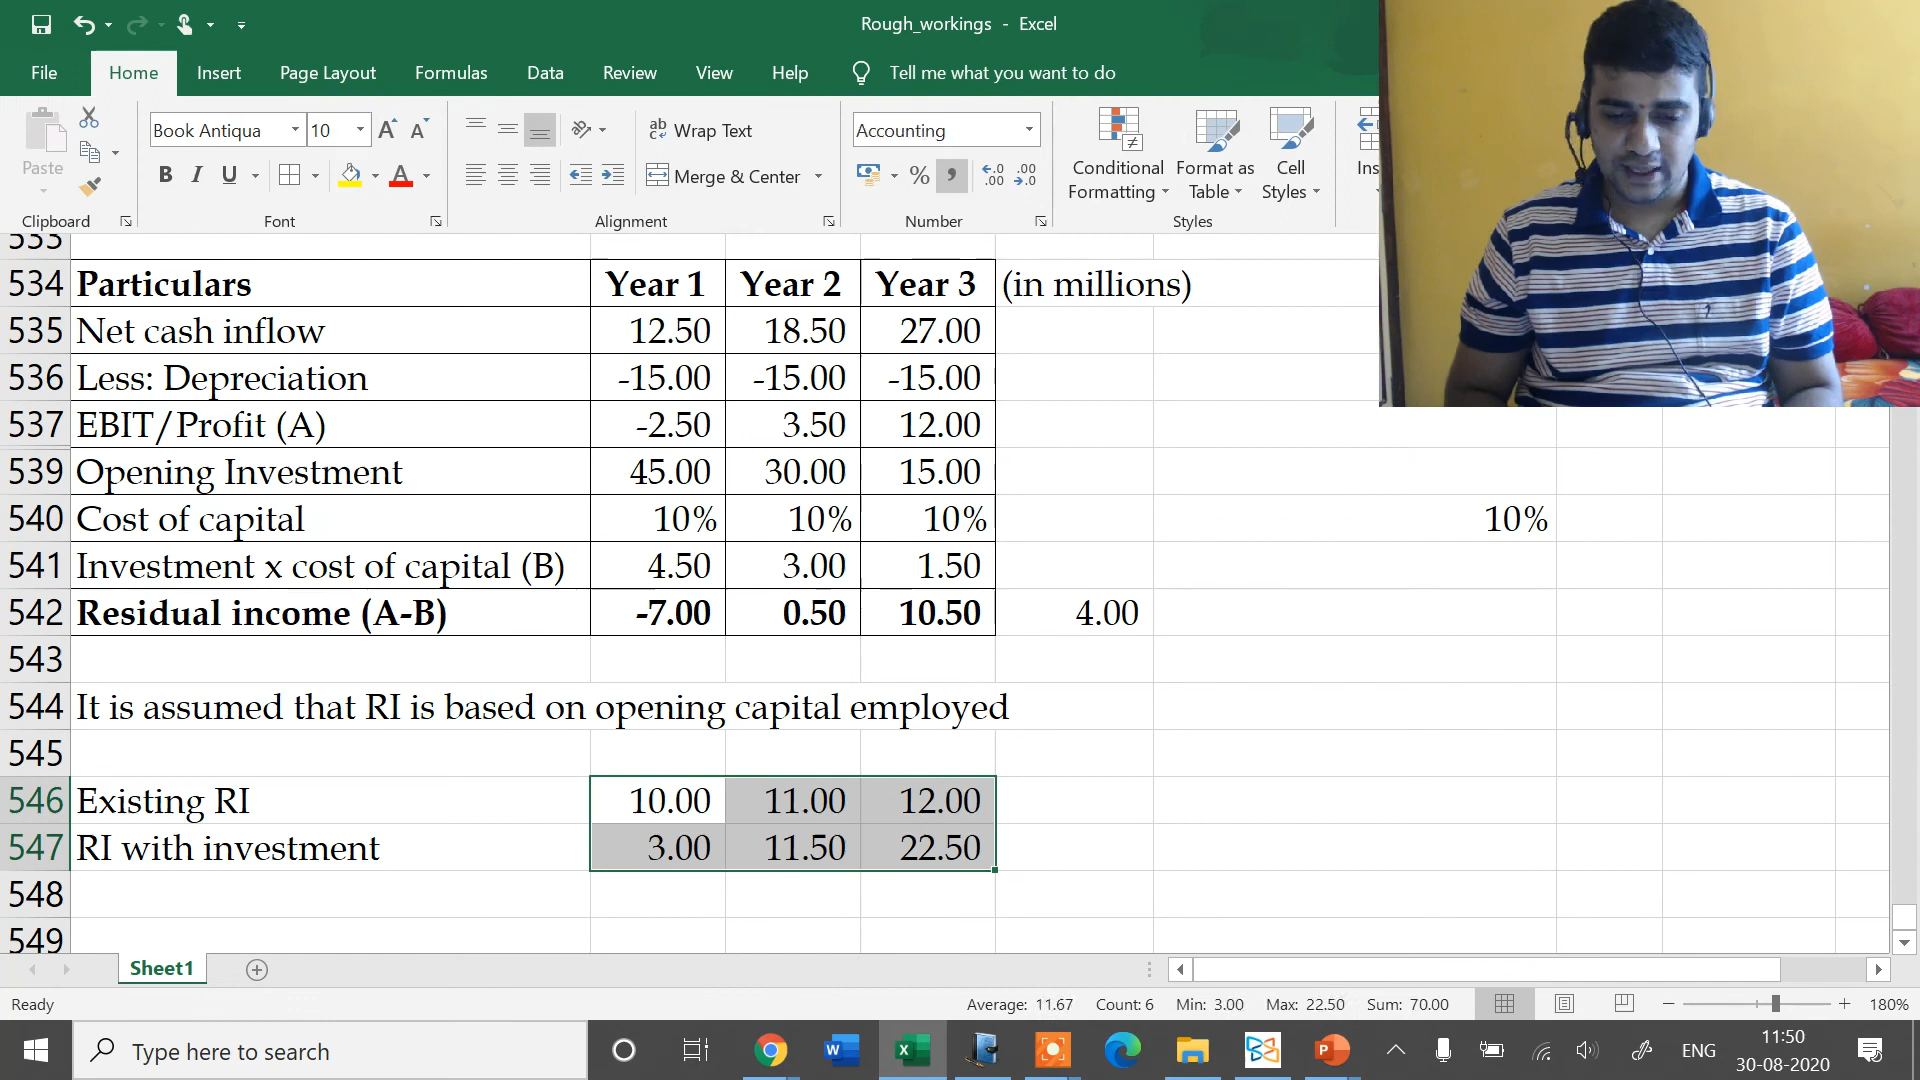 Rough_workings - Excel
File Home Insert Page Layout Formulas Data Review View Help Tell me what you want to do
Paste
Clipboard
Book Antiqua 10
B I U
Font
Wrap Text
Merge & Center
Alignment
Accounting
Number
Conditional Formatting
Format as Table
Cell Styles
Styles
Ins
533
534 Particulars Year 1 Year 2 Year 3 (in millions)
535 Net cash inflow 12.50 18.50 27.00
536 Less: Depreciation -15.00 -15.00 -15.00
537 EBIT/Profit (A) -2.50 3.50 12.00
539 Opening Investment 45.00 30.00 15.00
540 Cost of capital 10% 10% 10% 10%
541 Investment x cost of capital (B) 4.50 3.00 1.50
542 Residual income (A-B) -7.00 0.50 10.50 4.00
543
544 It is assumed that RI is based on opening capital employed
545
546 Existing RI 10.00 11.00 12.00
547 RI with investment 3.00 11.50 22.50
548
549
Sheet1
Ready Average: 11.67 Count: 6 Min: 3.00 Max: 22.50 Sum: 70.00 180%
Type here to search
ENG
11:50
30-08-2020